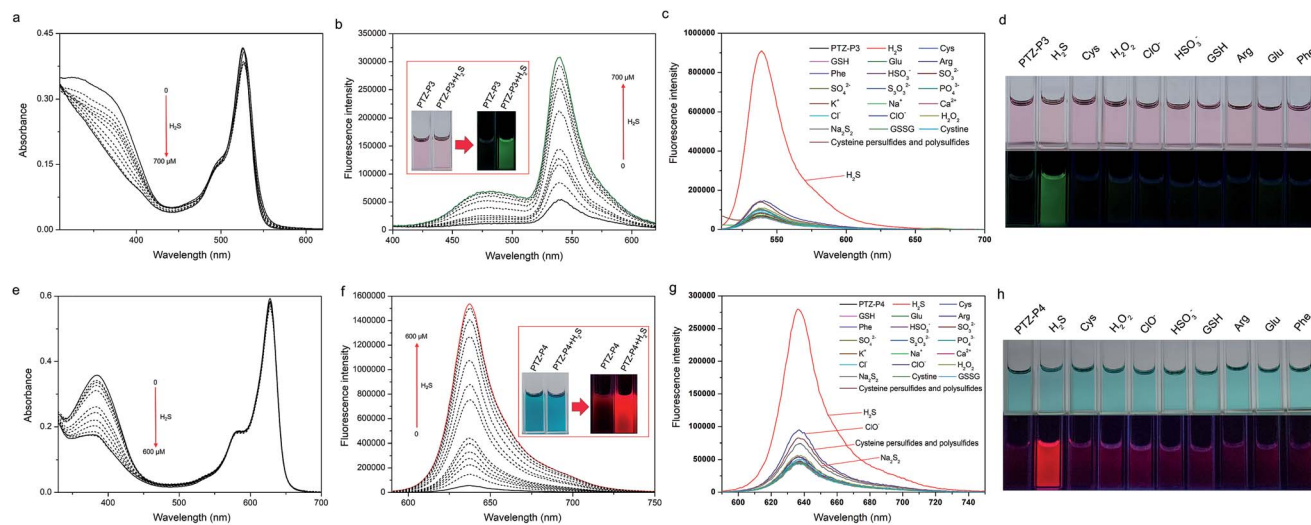 a
0.45
0.30
0.15
0.00
400
500
600
Absorbance
Wavelength (nm)
0
H₂S
700 µM
b
350000
300000
250000
200000
150000
100000
50000
0
400
450
500
550
600
Fluorescence intensity
Wavelength (nm)
PTZ-P3
PTZ-P3+H₂S
PTZ-P3
PTZ-P3+H₂S
700 µM
H₂S
0
c
1000000
800000
600000
400000
200000
0
550
600
650
700
Fluorescence intensity
Wavelength (nm)
PTZ-P3 H₂S Cys
GSH Glu Arg
Phe HSO₃⁻ SO₃²⁻
SO₄²⁻ S₂O₃²⁻ PO₄³⁻
K⁺ Na⁺ Ca²⁺
Cl⁻ ClO⁻ H₂O₂
Na₂S₂ GSSG Cystine
Cysteine persulfides and polysulfides
H₂S
d
PTZ-P3 H₂S Cys H₂O₂ ClO⁻ HSO₃⁻ GSH Arg Glu Phe
e
0.6
0.4
0.2
0.0
400
500
600
700
Absorbance
Wavelength (nm)
0
H₂S
600 µM
f
1600000
1400000
1200000
1000000
800000
600000
400000
200000
0
600
650
700
750
Fluorescence intensity
Wavelength (nm)
600 µM
H₂S
0
PTZ-P4
PTZ-P4+H₂S
PTZ-P4
PTZ-P4+H₂S
g
300000
250000
200000
150000
100000
50000
0
600
620
640
660
680
700
720
740
Fluorescence intensity
Wavelength (nm)
PTZ-P4 H₂S Cys
GSH Glu Arg
Phe HSO₃⁻ SO₃²⁻
SO₄²⁻ S₂O₃²⁻ PO₄³⁻
K⁺ Na⁺ Ca²⁺
Cl⁻ ClO⁻ H₂O₂
Na₂S₂ Cystine GSSG
Cysteine persulfides and polysulfides
H₂S
ClO⁻
Cysteine persulfides and polysulfides
Na₂S₂
h
PTZ-P4 H₂S Cys H₂O₂ ClO⁻ HSO₃⁻ GSH Arg Glu Phe